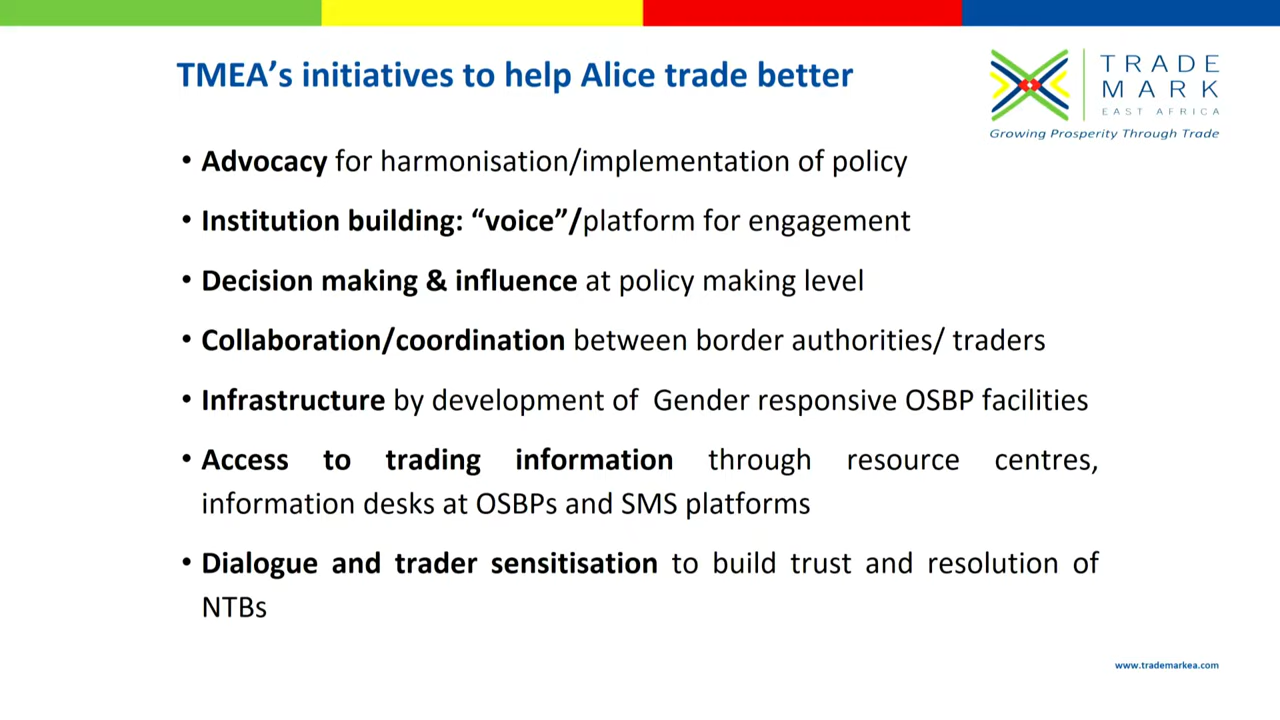 TMEA’s initiatives to help Alice trade better
TRADE
MARK
EAST AFRICA
Growing Prosperity Through Trade
• Advocacy for harmonisation/implementation of policy
• Institution building: “voice”/platform for engagement
• Decision making & influence at policy making level
• Collaboration/coordination between border authorities/ traders
• Infrastructure by development of  Gender responsive OSBP facilities
• Access to trading information through resource centres,
information desks at OSBPs and SMS platforms
• Dialogue and trader sensitisation to build trust and resolution of
NTBs
www.trademarkea.com